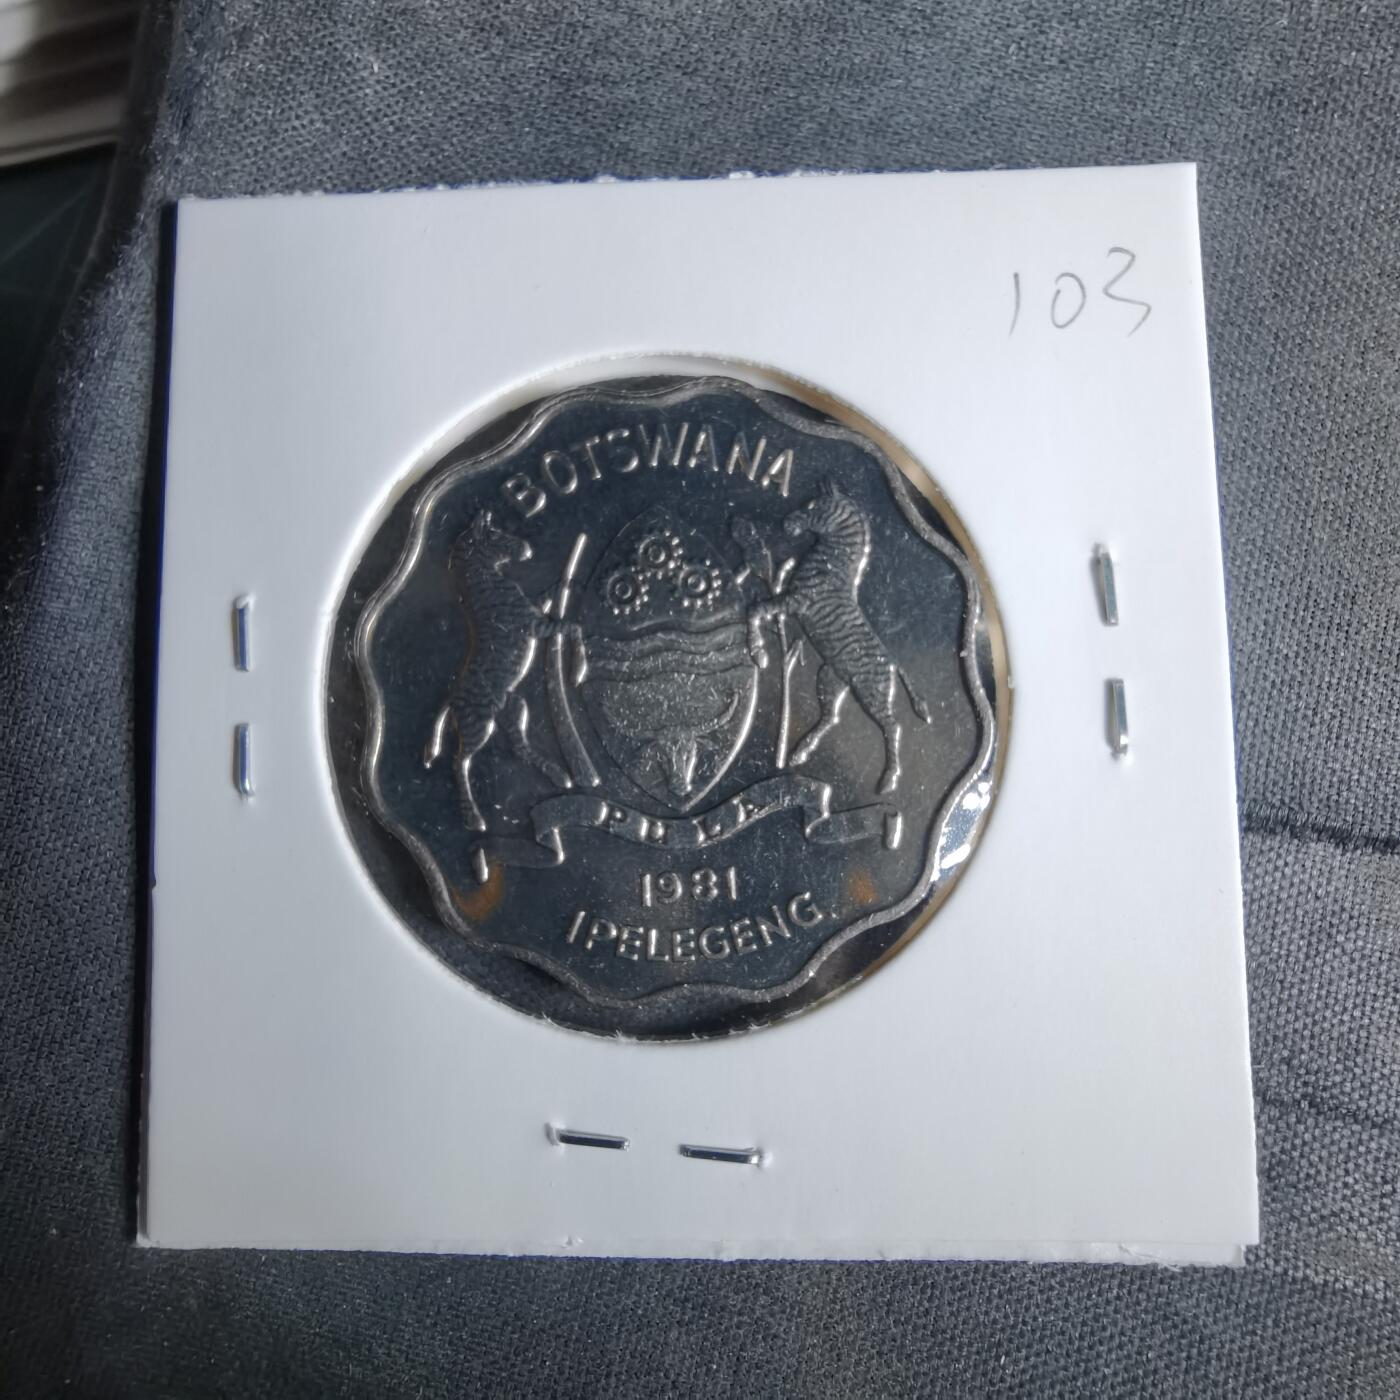 103
BOTSWANA
PULA
1981
IPELEGENG